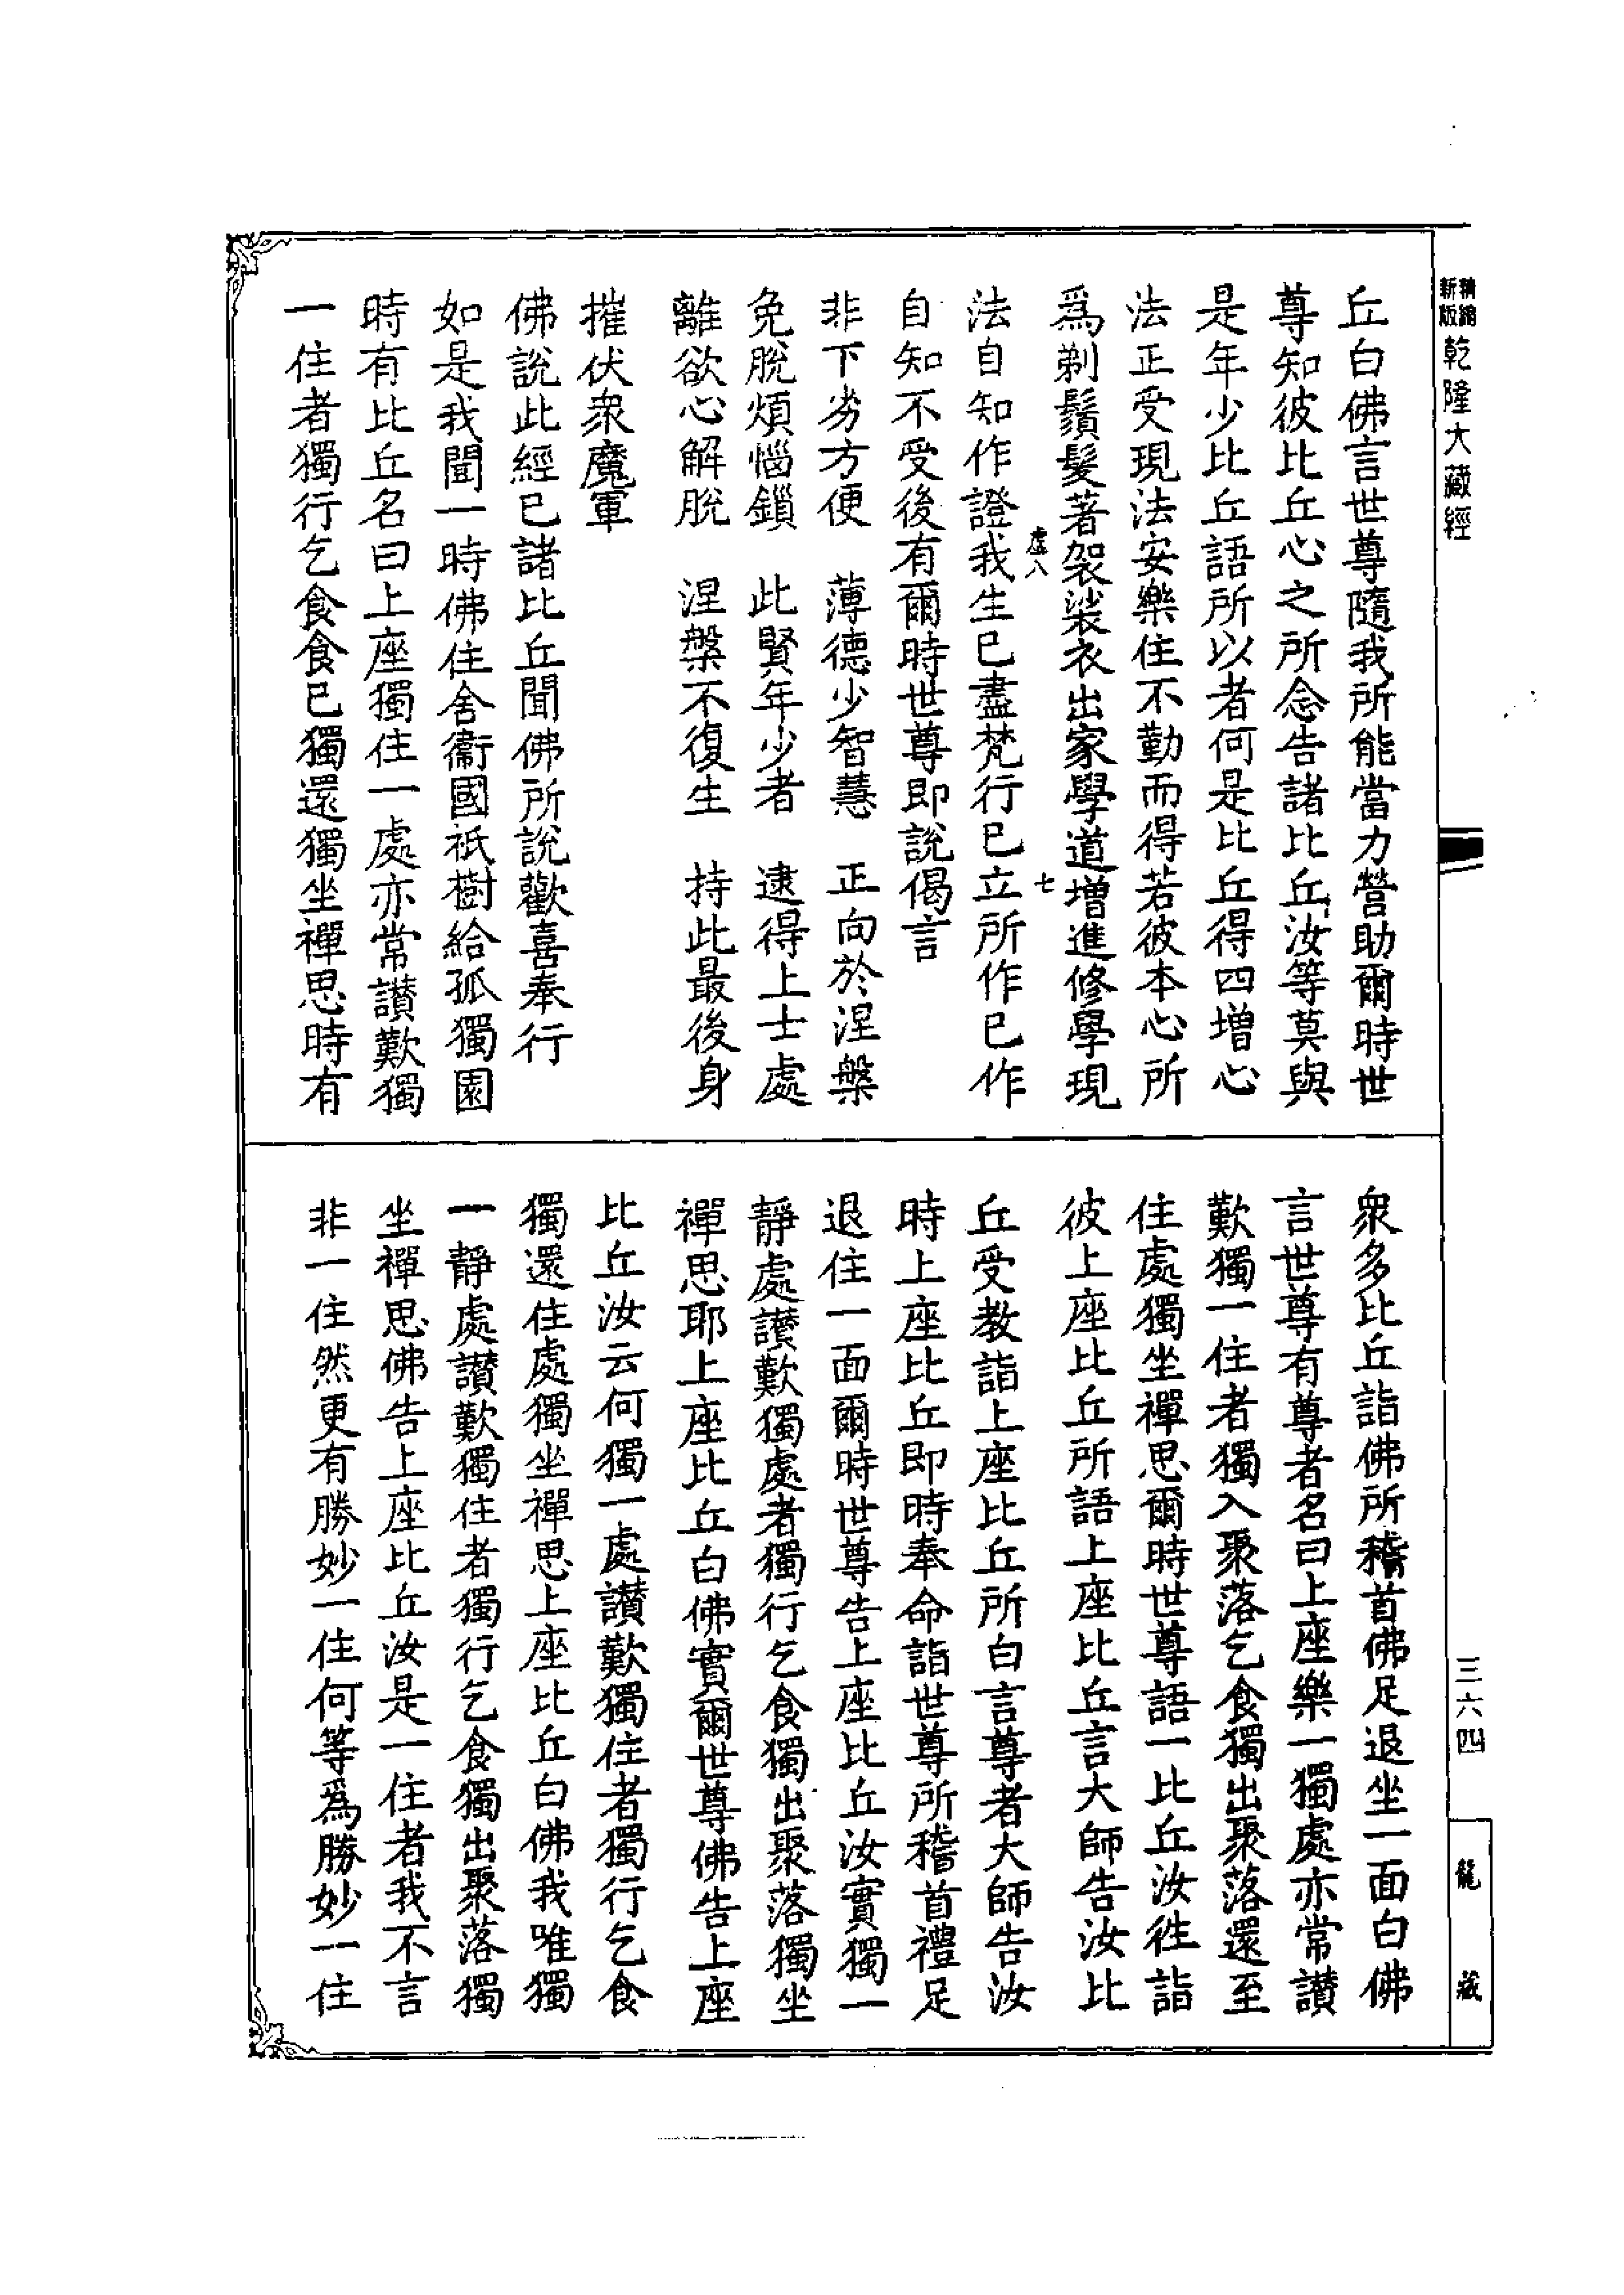 精縮
新版
乾隆大藏經
丘白佛言世尊隨我所能當力營助爾時世
尊知彼比丘心之所念告諸比丘汝等莫與
是年少比丘語所以者何是比丘得四增心
法正受現法安樂住不勤而得若彼本心所
爲剃鬚髮著袈裟衣出家學道增進修學現
虛八 七
法自知作證我生已盡梵行已立所作已作
自知不受後有爾時世尊即說偈言
非下劣方便 薄德少智慧 正向於涅槃
免脫煩惱鎖 此賢年少者 逮得上士處
離欲心解脫 涅槃不復生 持此最後身
摧伏衆魔軍
佛說此經已諸比丘聞佛所說歡喜奉行
如是我聞一時佛住舍衞國祇樹給孤獨園
時有比丘名曰上座獨住一處亦常讃歎獨
一住者獨行乞食食已獨還獨坐禪思時有
衆多比丘詣佛所稽首佛足退坐一面白佛
言世尊有尊者名曰上座樂一獨處亦常讃
歎獨一住者獨入聚落乞食獨出聚落還至
住處獨坐禪思爾時世尊語一比丘汝徃詣
彼上座比丘所語上座比丘言大師告汝比
丘受教詣上座比丘所白言尊者大師告汝
時上座比丘即時奉命詣世尊所稽首禮足
退住一面爾時世尊告上座比丘汝實獨一
靜處讃歎獨處者獨行乞食獨出聚落獨坐
禪思耶上座比丘白佛實爾世尊佛告上座
比丘汝云何獨一處讃歎獨住者獨行乞食
獨還住處獨坐禪思上座比丘白佛我唯獨
一靜處讃歎獨住者獨行乞食獨出聚落獨
坐禪思佛告上座比丘汝是一住者我不言
非一住然更有勝妙一住何等爲勝妙一住
三六四
龍藏